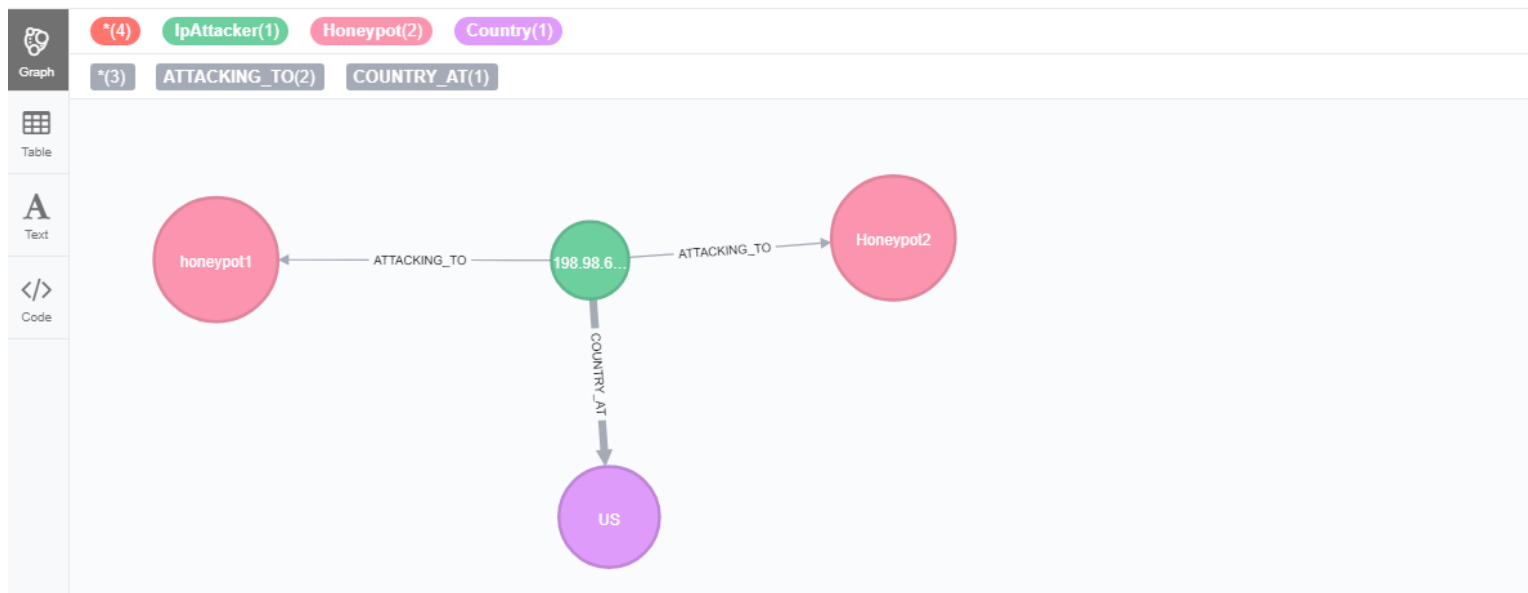 *(4) IpAttacker(1) Honeypot(2) Country(1)
*(3) ATTACKING_TO(2) COUNTRY_AT(1)
Graph
Table
Text
Code
honeypot1
ATTACKING_TO
198.98.6...
ATTACKING_TO
Honeypot2
COUNTRY_AT
US